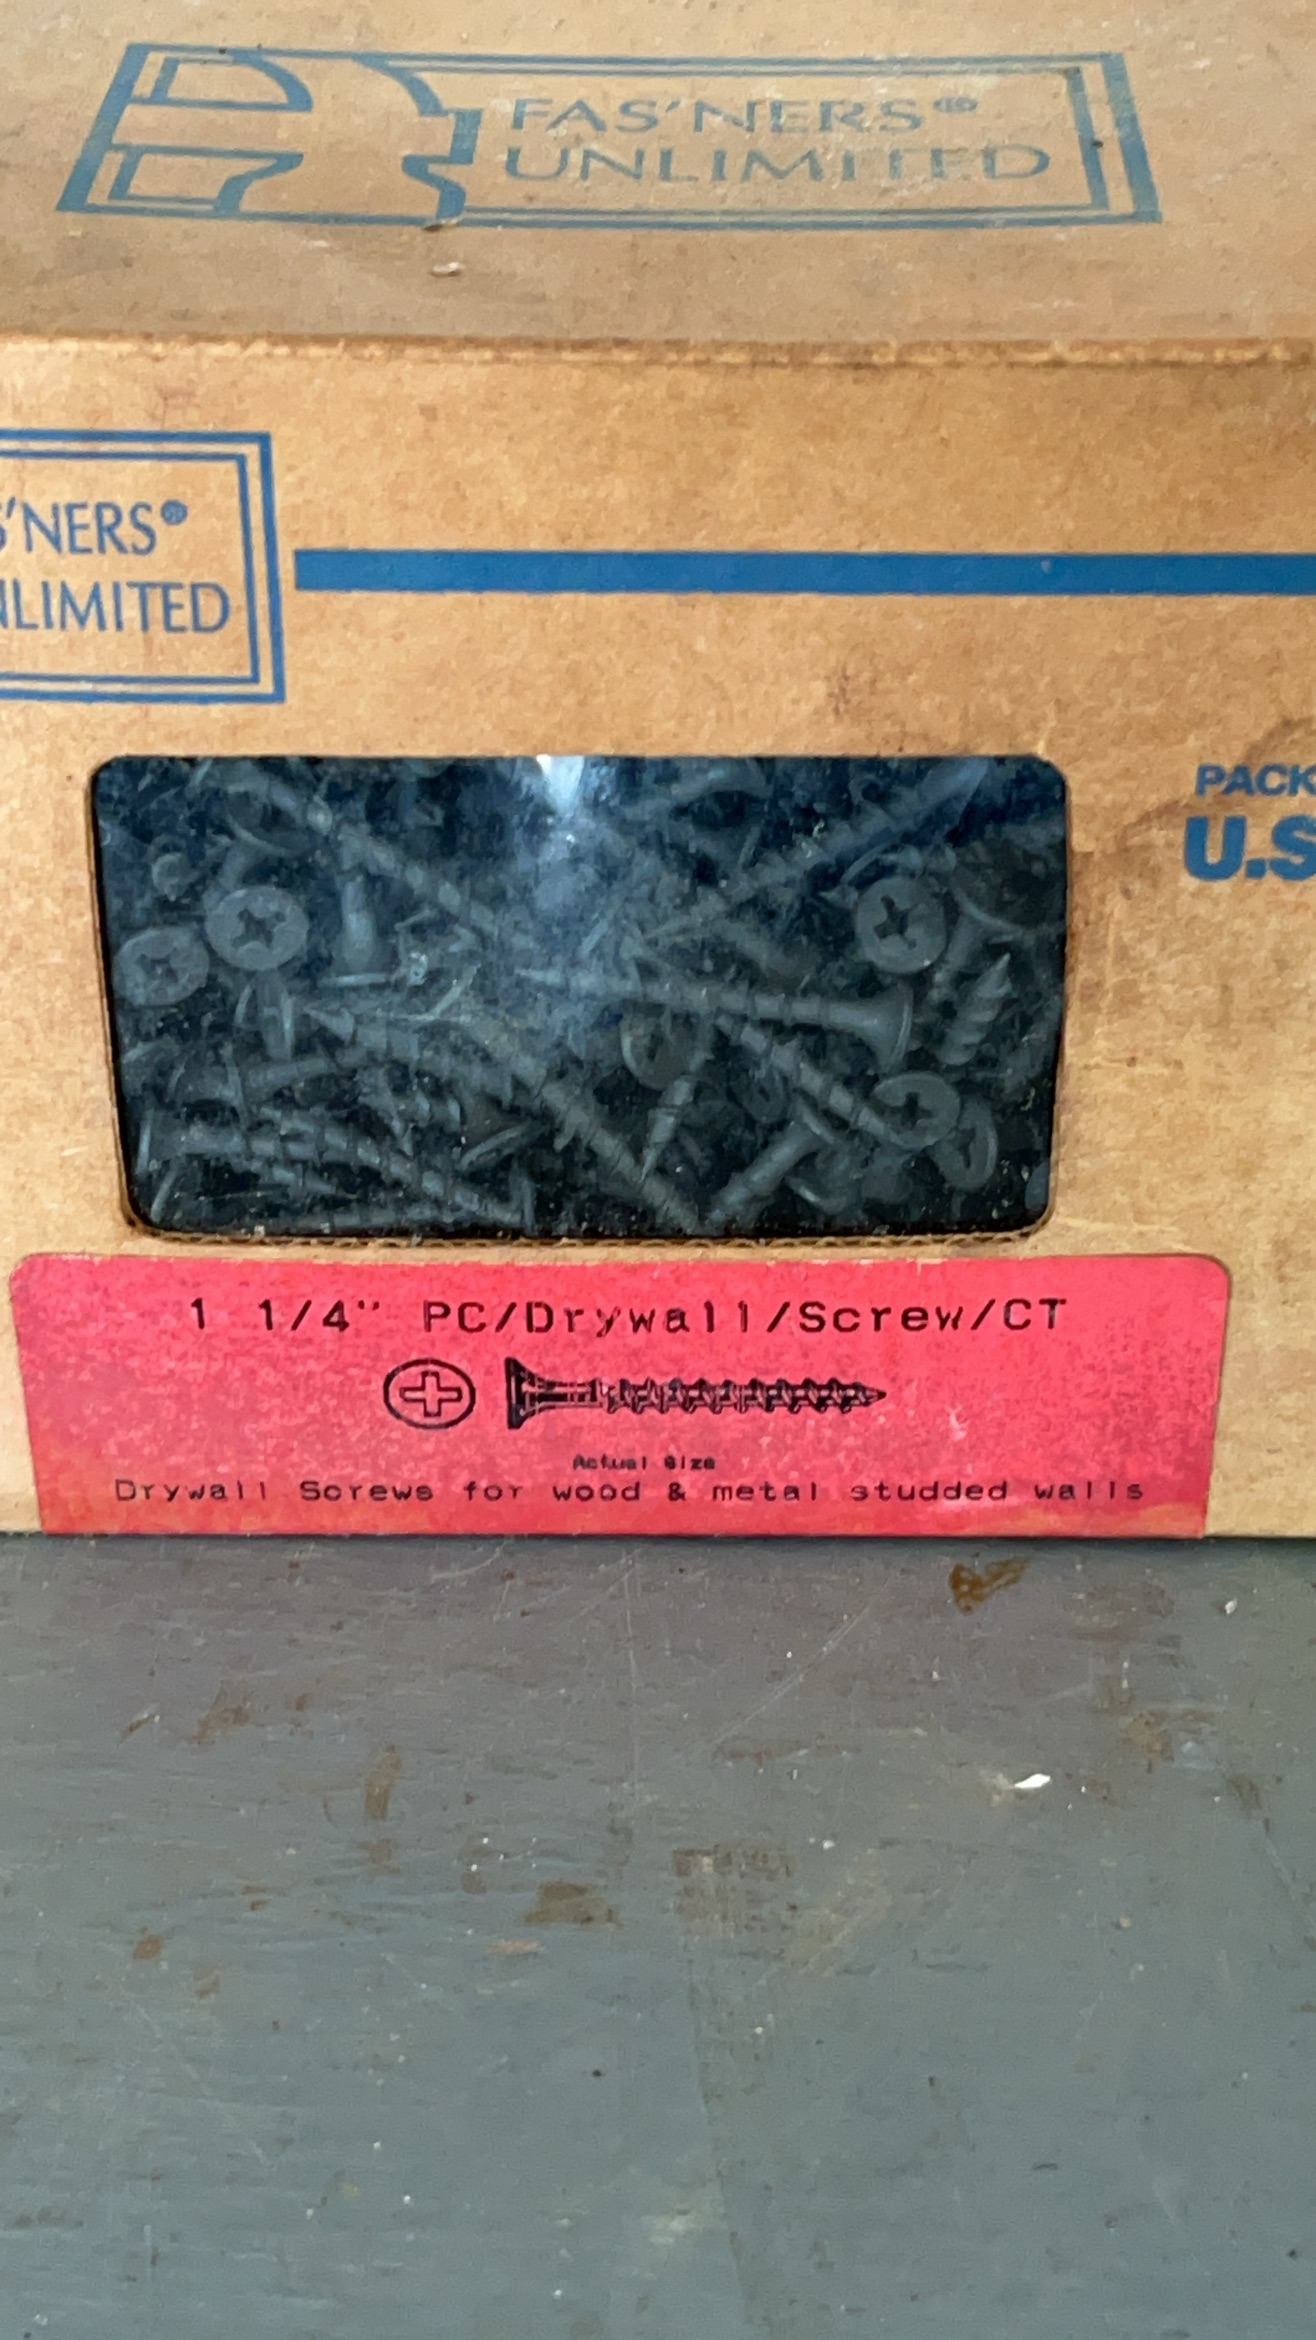 FAS'NERS®
UNLIMITED
S'NERS®
NLIMITED
PACK
U.S
1 1/4" PC/Drywall/Screw/CT
Actual Size
Drywall Screws for wood & metal studded walls